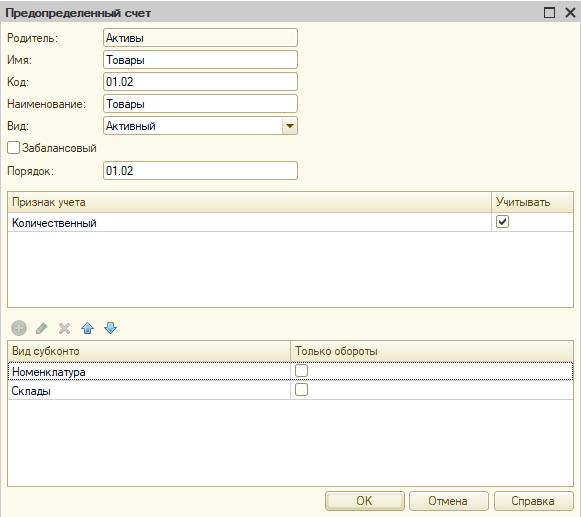 Предопределенный счет
Родитель: Активы
Имя: Товары
Код: 01.02
Наименование: Товары
Вид: Активный
Забалансовый
Порядок: 01.02
Признак учета Учитывать
Количественный
Вид субконто Только обороты
Номенклатура
Склады
OK Отмена Справка